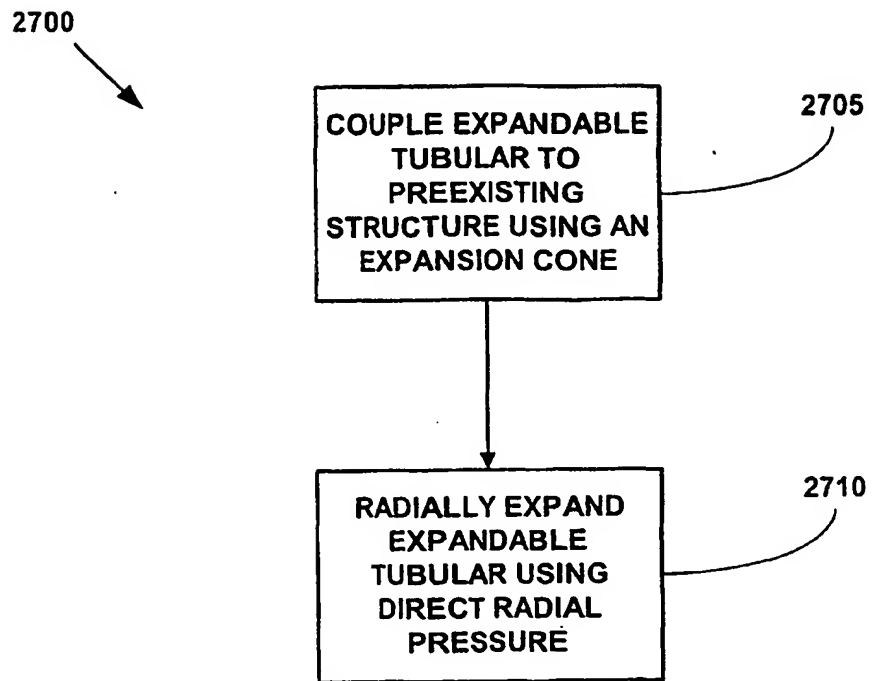 2700
COUPLE EXPANDABLE
TUBULAR TO
PREEXISTING
STRUCTURE USING AN
EXPANSION CONE
2705
RADIALLY EXPAND
EXPANDABLE
TUBULAR USING
DIRECT RADIAL
PRESSURE
2710